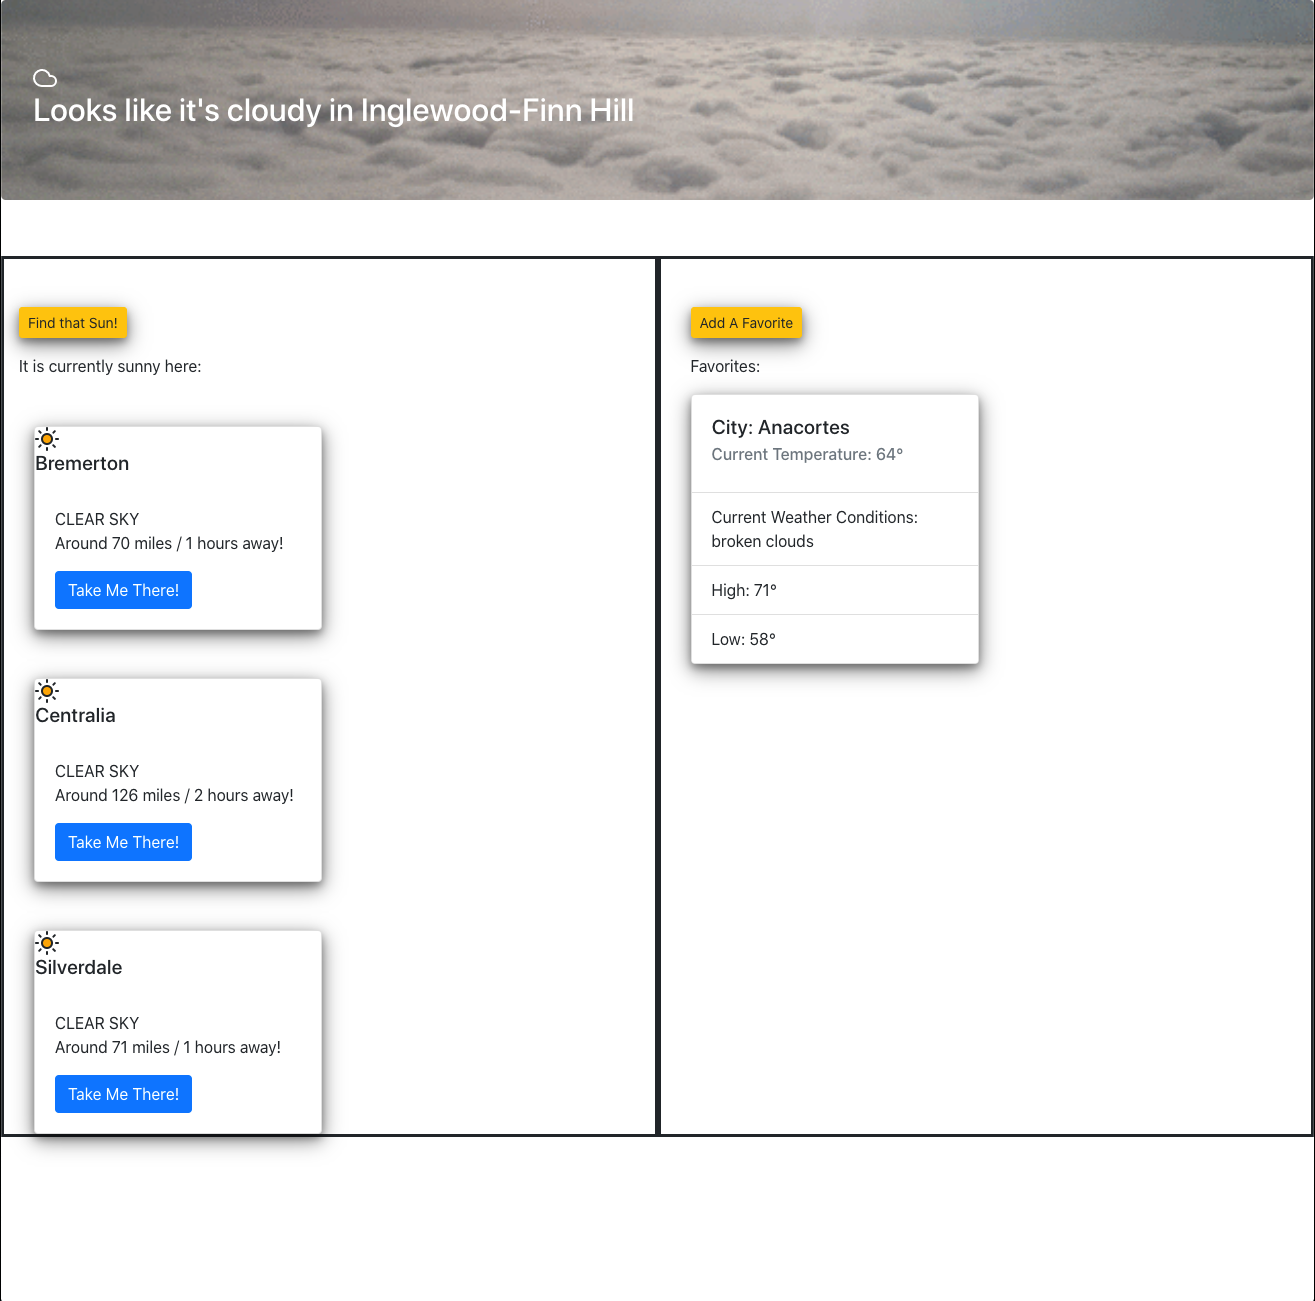 Looks like it's cloudy in Inglewood-Finn Hill
Find that Sun!
It is currently sunny here:
Bremerton
CLEAR SKY
Around 70 miles / 1 hours away!
Take Me There!
Centralia
CLEAR SKY
Around 126 miles / 2 hours away!
Take Me There!
Silverdale
CLEAR SKY
Around 71 miles / 1 hours away!
Take Me There!
Add A Favorite
Favorites:
City: Anacortes
Current Temperature: 64°
Current Weather Conditions:
broken clouds
High: 71°
Low: 58°